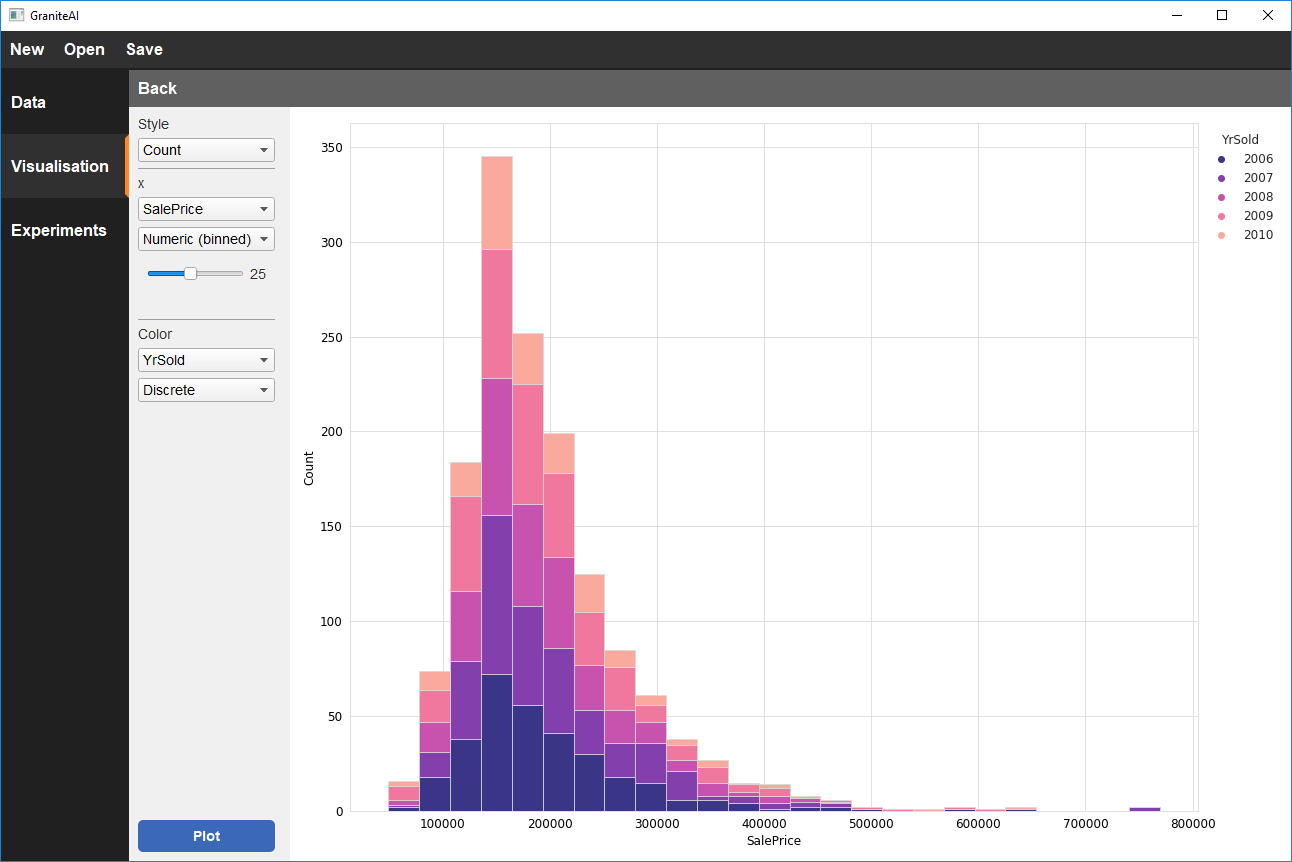 GraniteAI
New Open Save
Back
Data
Visualisation
Experiments
Style
Count
x
SalePrice
Numeric (binned)
25
Color
YrSold
Discrete
Plot
350
300
250
200
150
100
50
0
Count
100000 200000 300000 400000 500000 600000 700000 800000
SalePrice
YrSold
2006
2007
2008
2009
2010